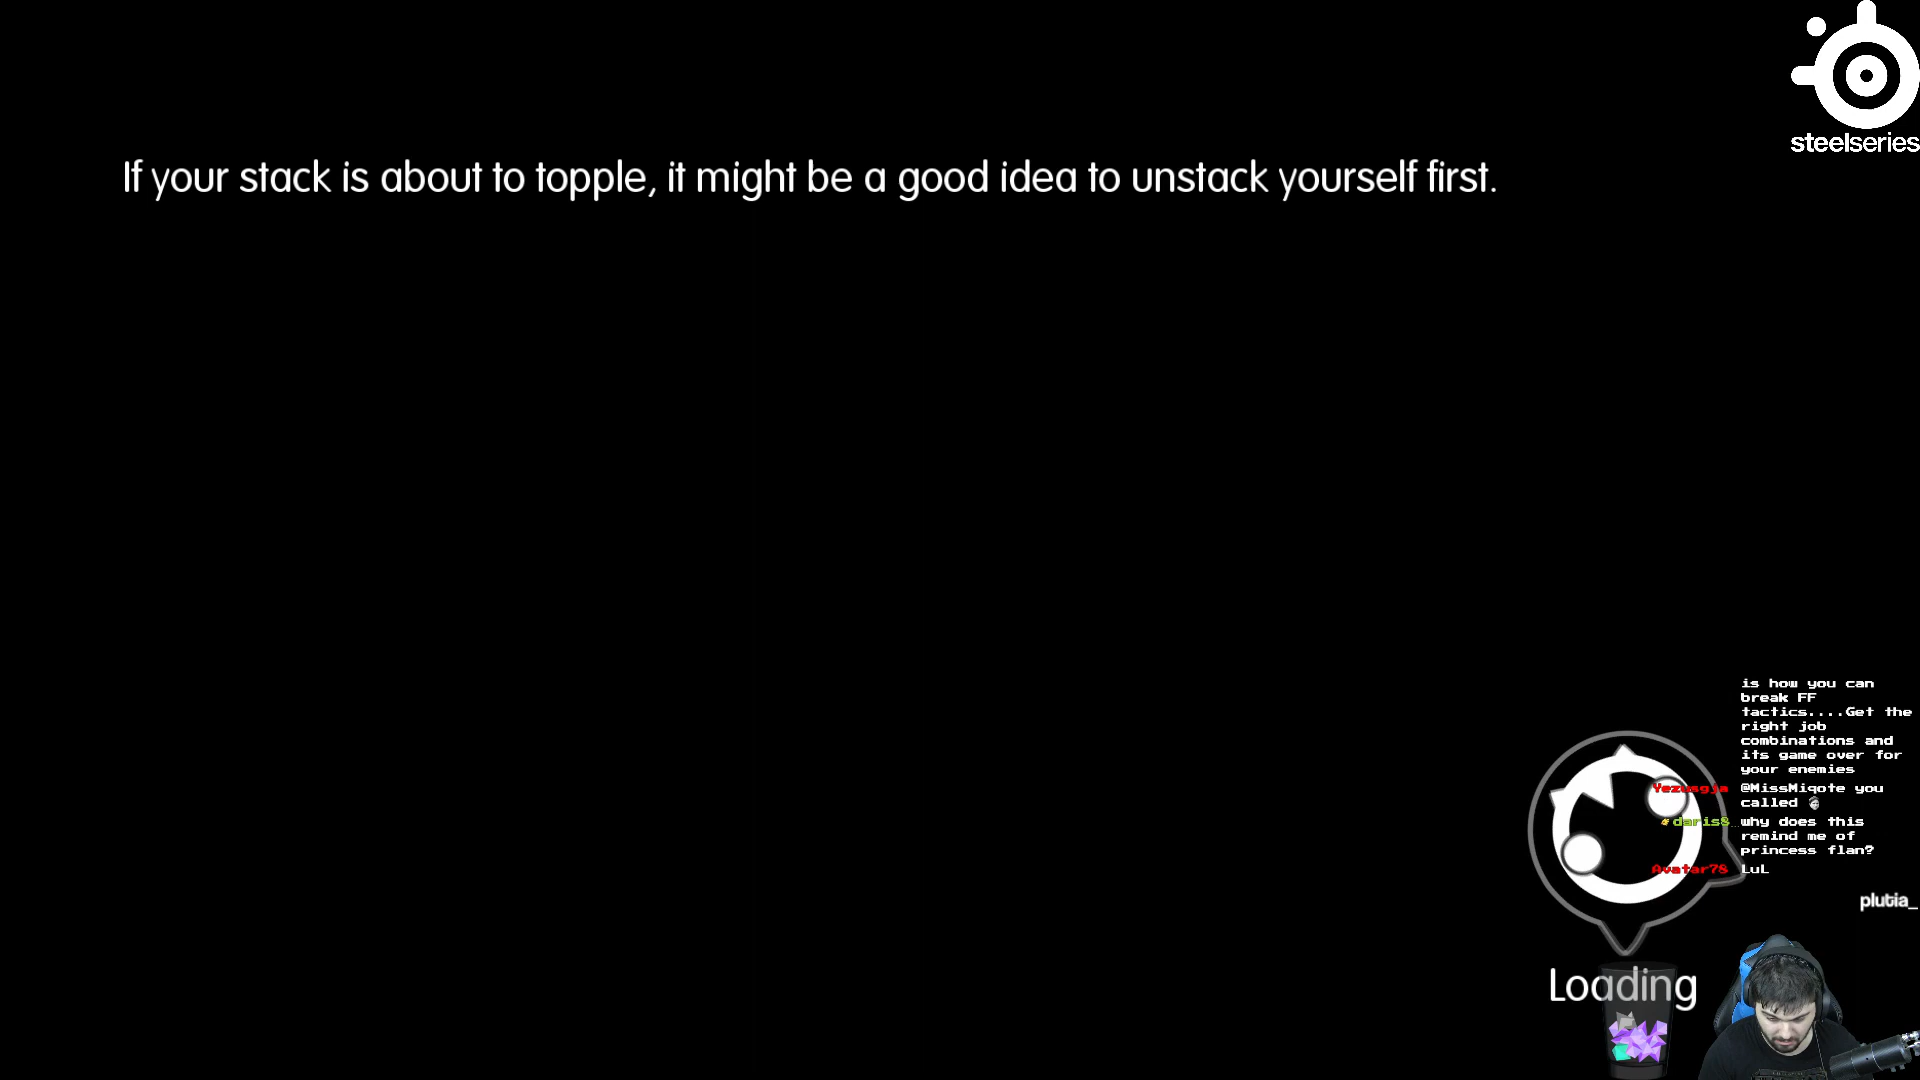 steelseries
If your stack is about to topple, it might be a good idea to unstack yourself first.
is how you can
break FF
tactics....Get the
right job
combinations and
its game over for
your enemies
Yezusgja @MissMiqote you
called
daris8_ why does this
remind me of
princess flan?
Avatar78 LuL
plutia_
Loading